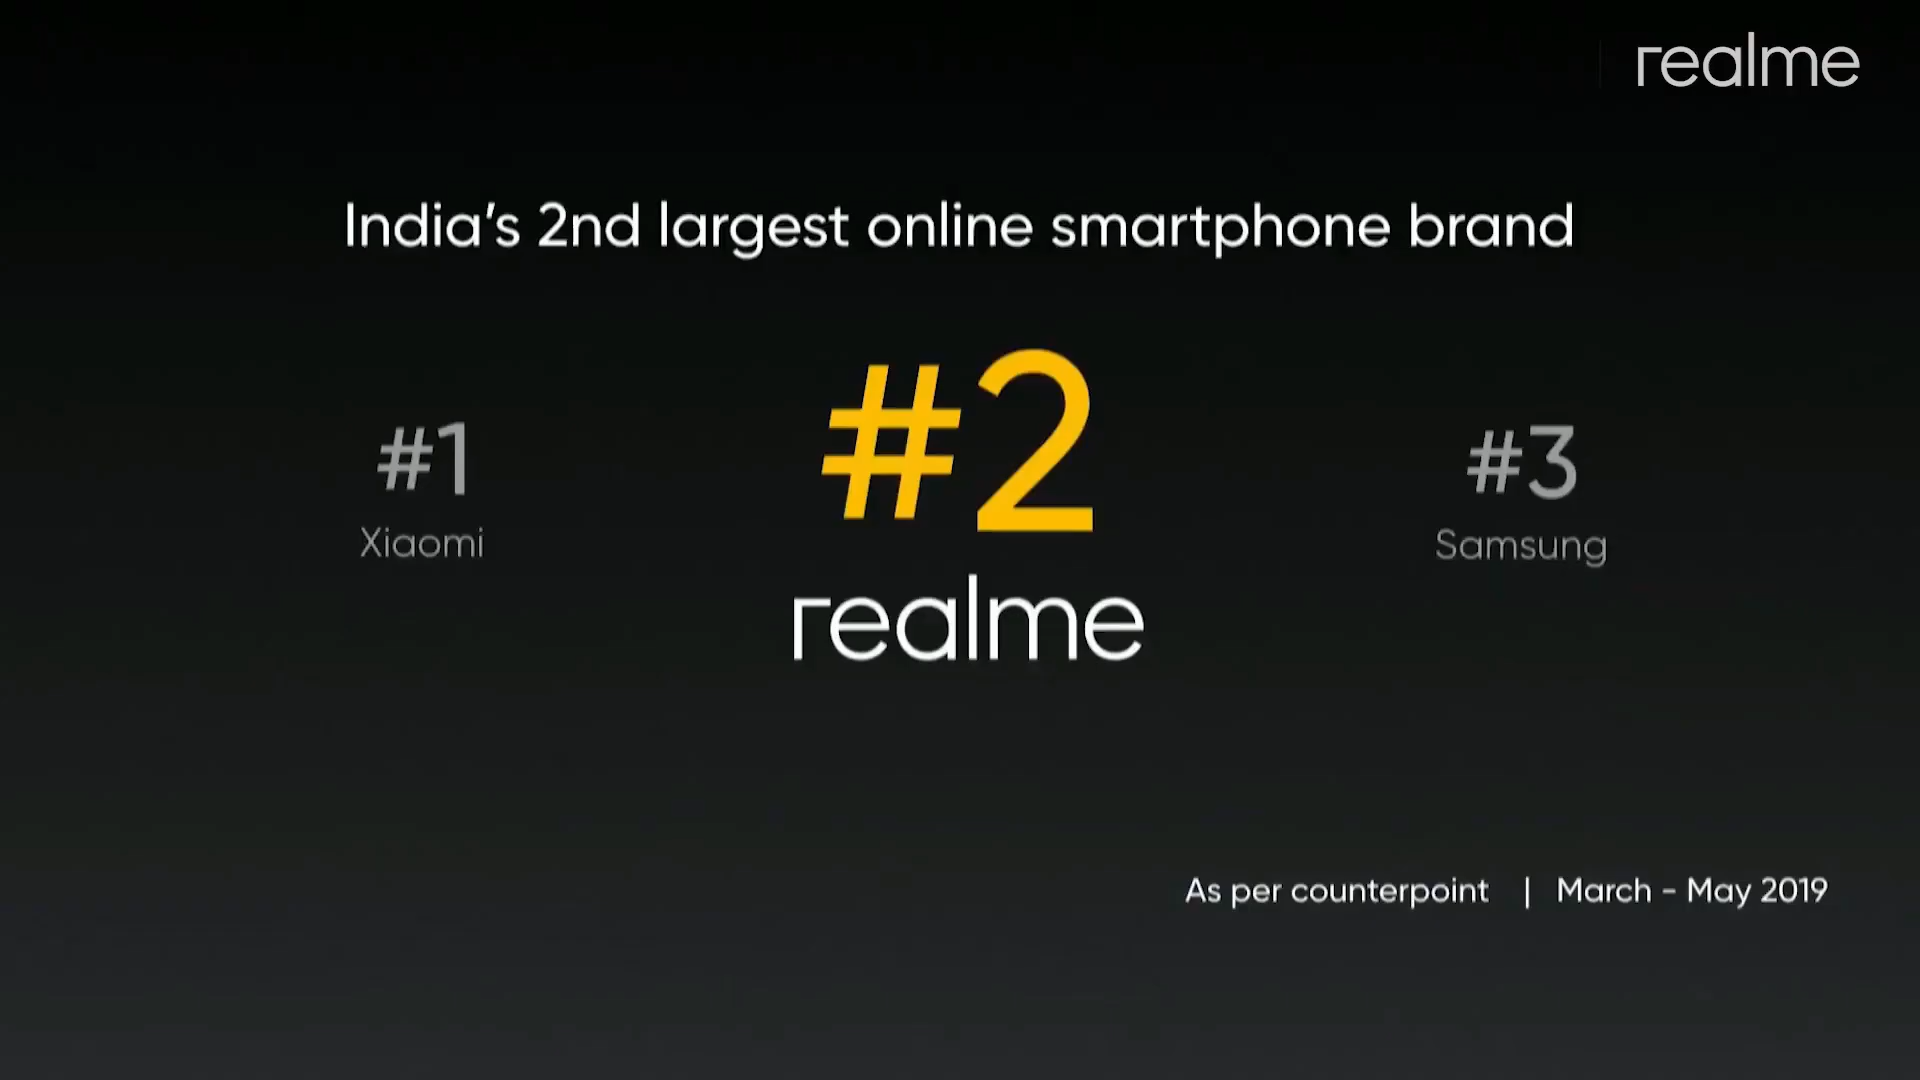 realme
India’s 2nd largest online smartphone brand
#1
Xiaomi
#2
realme
#3
Samsung
As per counterpoint | March - May 2019